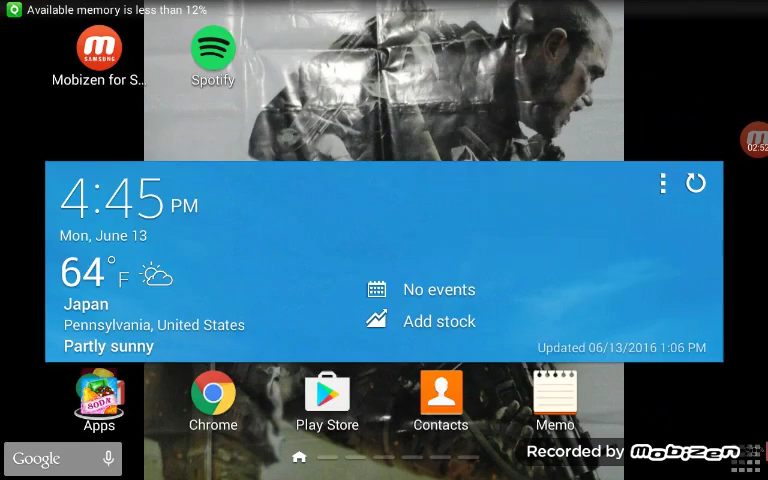 Available memory is less than 12%
SAMSUNG
Mobizen for S...
Spotify
02:52
4:45 PM
Mon, June 13
64°F
Japan
Pennsylvania, United States
Partly sunny
No events
Add stock
Updated 06/13/2016 1:06 PM
SODA
Apps
Chrome
Play Store
Contacts
Memo
Google
Recorded by Mobizen